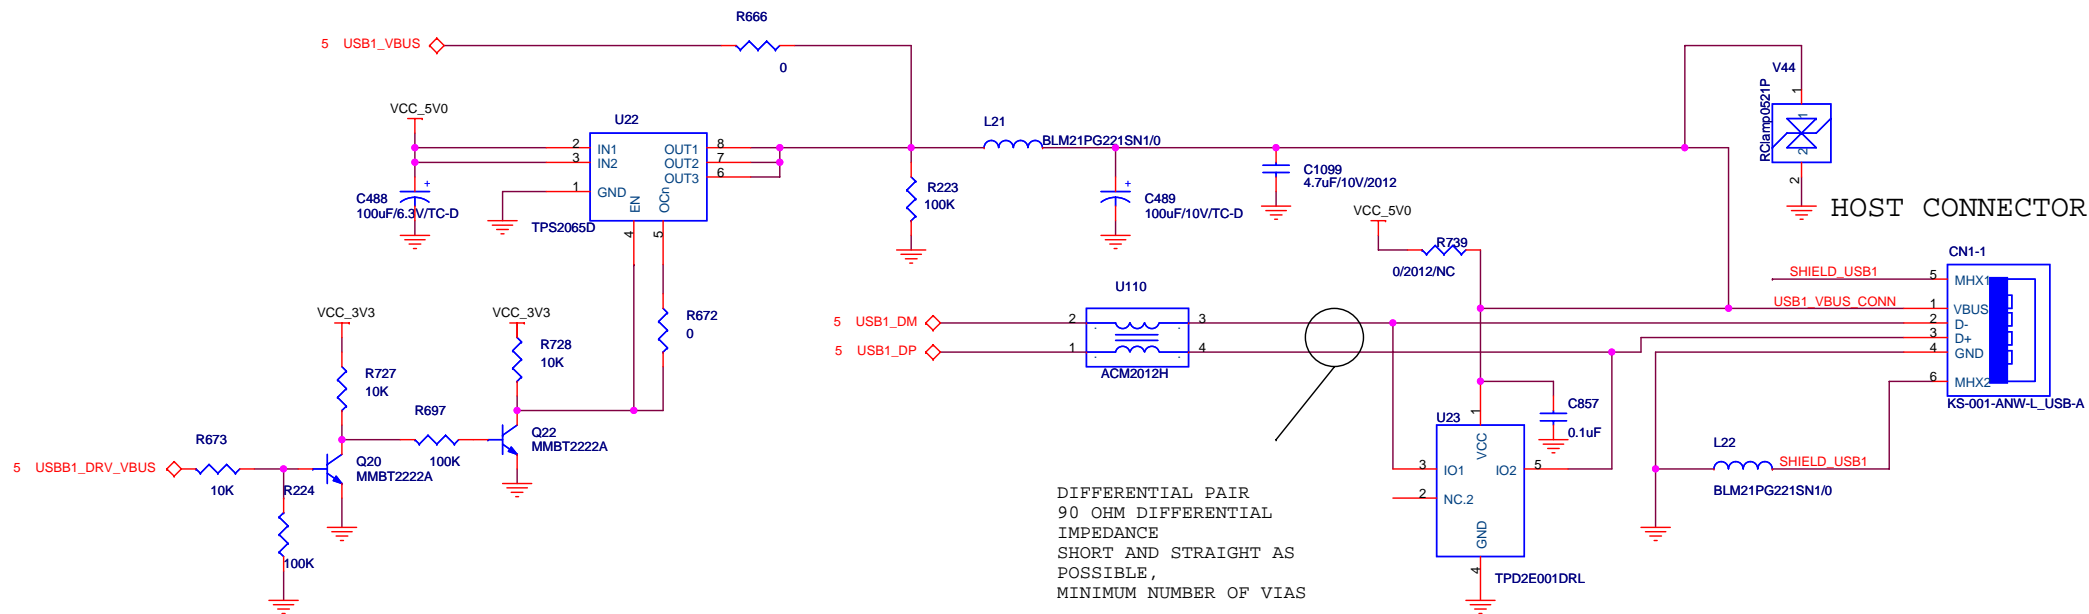 R666
5 USB1_VBUS
0
V44
1
RClamp0521P
1
2
2
VCC_5V0
U22
L21
BLM21PG221SN1/0
2 IN1 OUT1 8
3 IN2 OUT2 7
OUT3 6
1 GND
EN OCn
4 5
TPS2065D
C488
100uF/6.3V/TC-D
+
R223
100K
+
C489
100uF/10V/TC-D
C1099
4.7uF/10V/2012
VCC_5V0
R739
0/2012/NC
HOST CONNECTOR
CN1-1
SHIELD_USB1 5 MHX1
USB1_VBUS_CONN 1 VBUS
2 D-
3 D+
4 GND
6 MHX2
KS-001-ANW-L_USB-A
U110
5 USB1_DM 2 3
5 USB1_DP 1 4
ACM2012H
VCC_3V3
VCC_3V3
R672
0
R728
10K
R727
10K
R697
100K
Q22
MMBT2222A
R673
10K
5 USBB1_DRV_VBUS
Q20
MMBT2222A
R224
100K
C857
0.1uF
U23
1
VCC
3 IO1 IO2 5
2 NC.2
GND
4
TPD2E001DRL
L22
SHIELD_USB1
BLM21PG221SN1/0
DIFFERENTIAL PAIR
90 OHM DIFFERENTIAL
IMPEDANCE
SHORT AND STRAIGHT AS
POSSIBLE,
MINIMUM NUMBER OF VIAS